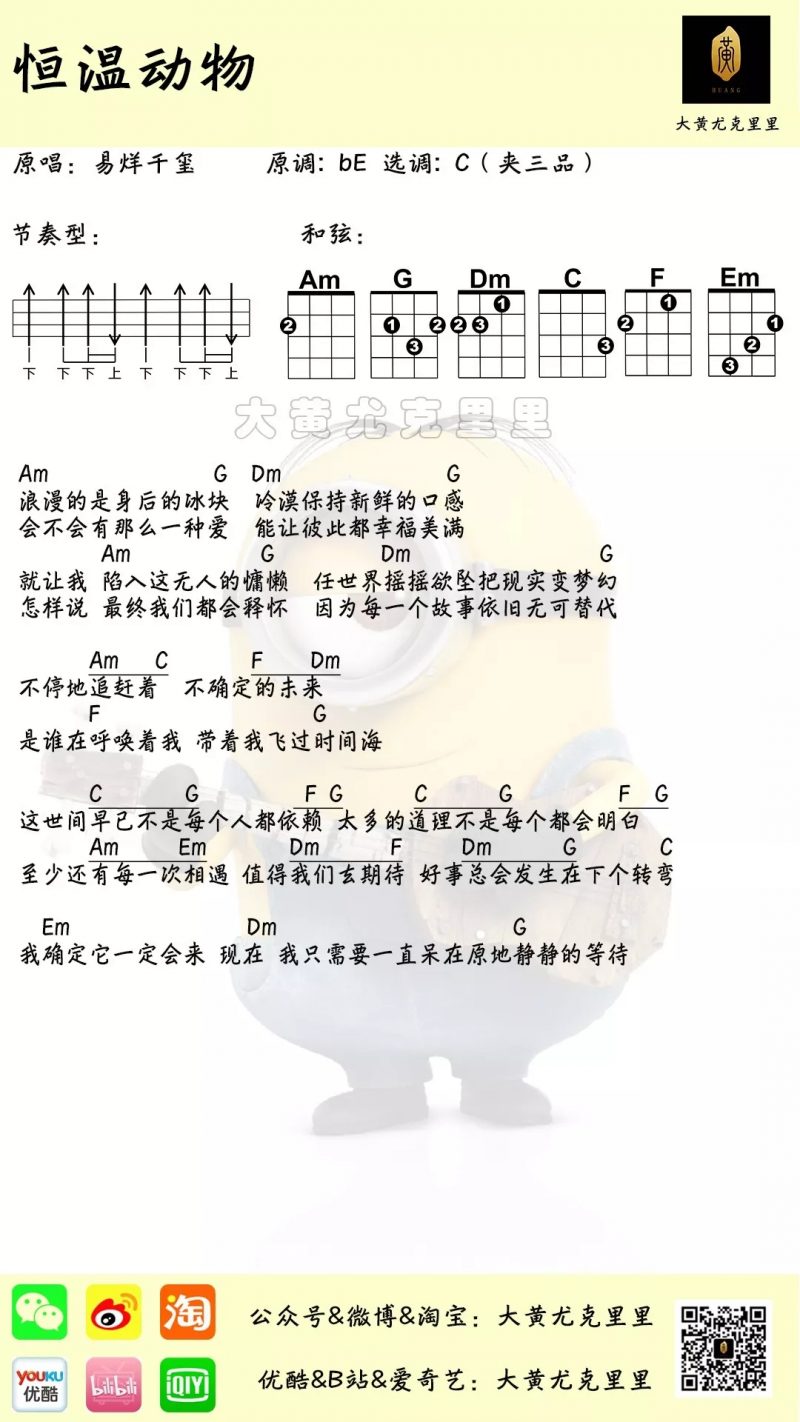 恒温动物
黄
HUANG
大黄尤克里里
原唱：易烊千玺 原调: bE 选调: C（夹三品）
节奏型： 和弦：
Am G Dm C F Em
2 1 2 3 2 3 1 3 2 1 1 2 3
下 下 下 上 下 下 下 上
大黄尤克里里
Am G Dm G
浪漫的是身后的冰块 冷漠保持新鲜的口感
会不会有那么一种爱 能让彼此都幸福美满
Am G Dm G
就让我 陷入这无人的慵懒 任世界摇摇欲坠把现实变梦幻
怎样说 最终我们都会释怀 因为每一个故事依旧无可替代
Am C F Dm
不停地追赶着 不确定的未来
F G
是谁在呼唤着我 带着我飞过时间海
C G F G C G F G
这世间早已不是每个人都依赖 太多的道理不是每个都会明白
Am Em Dm F Dm G C
至少还有每一次相遇 值得我们去期待 好事总会发生在下个转弯
Em Dm G
我确定它一定会来 现在 我只需要一直呆在原地静静的等待
淘
公众号&微博&淘宝：大黄尤克里里
YOUKU
优酷
bilibili
iQIYI
优酷&B站&爱奇艺：大黄尤克里里